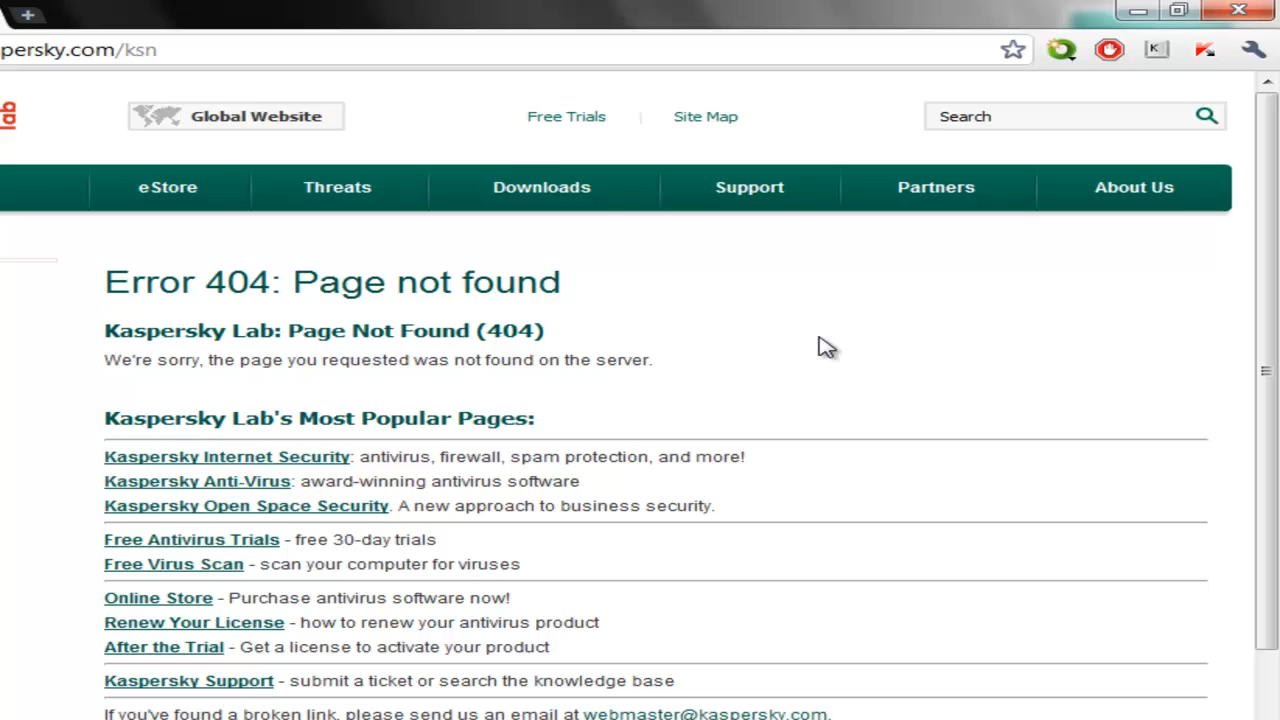 persky.com/ksn
K
lab
Global Website
Free Trials
Site Map
Search
eStore
Threats
Downloads
Support
Partners
About Us
Error 404: Page not found
Kaspersky Lab: Page Not Found (404)
We're sorry, the page you requested was not found on the server.
Kaspersky Lab's Most Popular Pages:
Kaspersky Internet Security: antivirus, firewall, spam protection, and more!
Kaspersky Anti-Virus: award-winning antivirus software
Kaspersky Open Space Security. A new approach to business security.
Free Antivirus Trials - free 30-day trials
Free Virus Scan - scan your computer for viruses
Online Store - Purchase antivirus software now!
Renew Your License - how to renew your antivirus product
After the Trial - Get a license to activate your product
Kaspersky Support - submit a ticket or search the knowledge base
If you've found a broken link, please send us an email at webmaster@kaspersky.com.